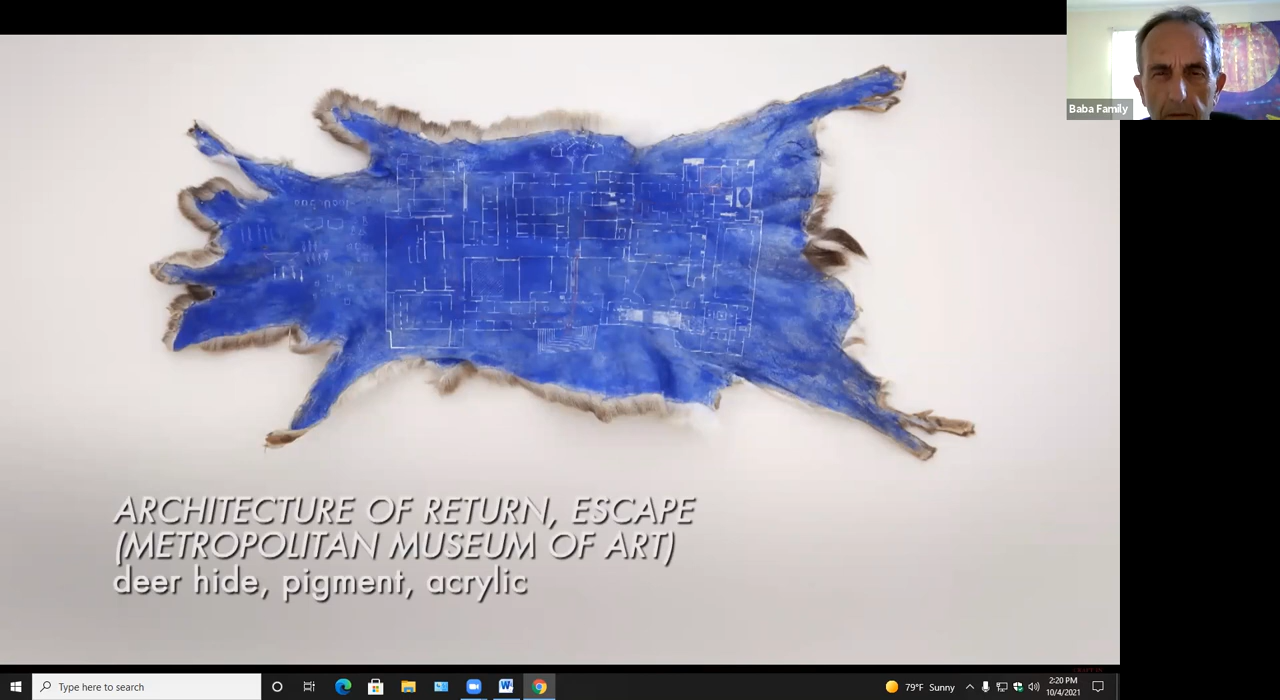 Baba Family
ARCHITECTURE OF RETURN, ESCAPE
(METROPOLITAN MUSEUM OF ART)
deer hide, pigment, acrylic
Type here to search
79°F Sunny
2:20 PM
10/4/2021